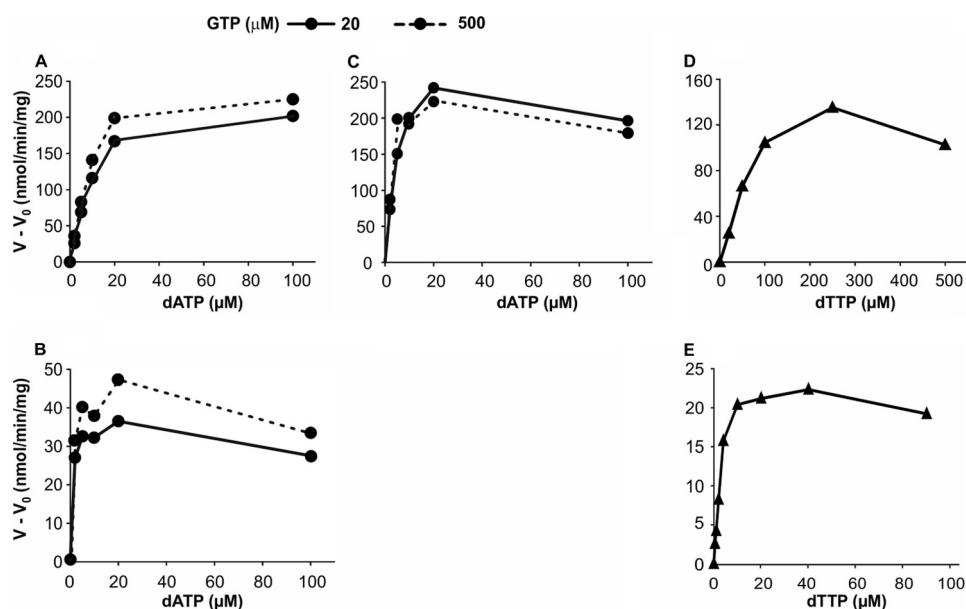 GTP (µM) 20 500
A
V - V0 (nmol/min/mg)
250
200
150
100
50
0
0 20 40 60 80 100
dATP (µM)
C
250
200
150
100
50
0
0 20 40 60 80 100
dATP (µM)
D
160
120
80
40
0
0 100 200 300 400 500
dTTP (µM)
B
V - V0 (nmol/min/mg)
50
40
30
20
10
0
0 20 40 60 80 100
dATP (µM)
E
25
20
15
10
5
0
0 20 40 60 80 100
dTTP (µM)